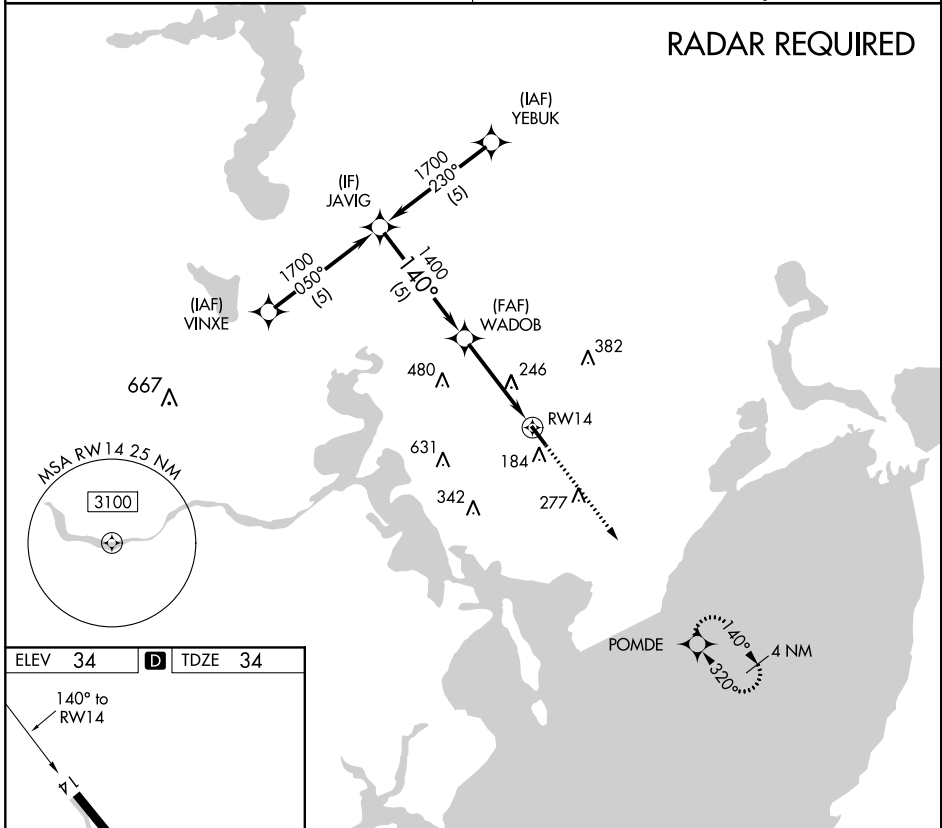 RADAR REQUIRED
(IAF)
YEBUK
1700
230°
(5)
(IF)
JAVIG
1700
050°
(5)
1400
140°
(5)
(IAF)
VINXE
(FAF)
WADOB
382
480
246
667
RW14
631
184
MSA RW14 25 NM
3100
342
277
POMDE
140°
4 NM
320°
ELEV 34 D TDZE 34
140° to
RW14
14